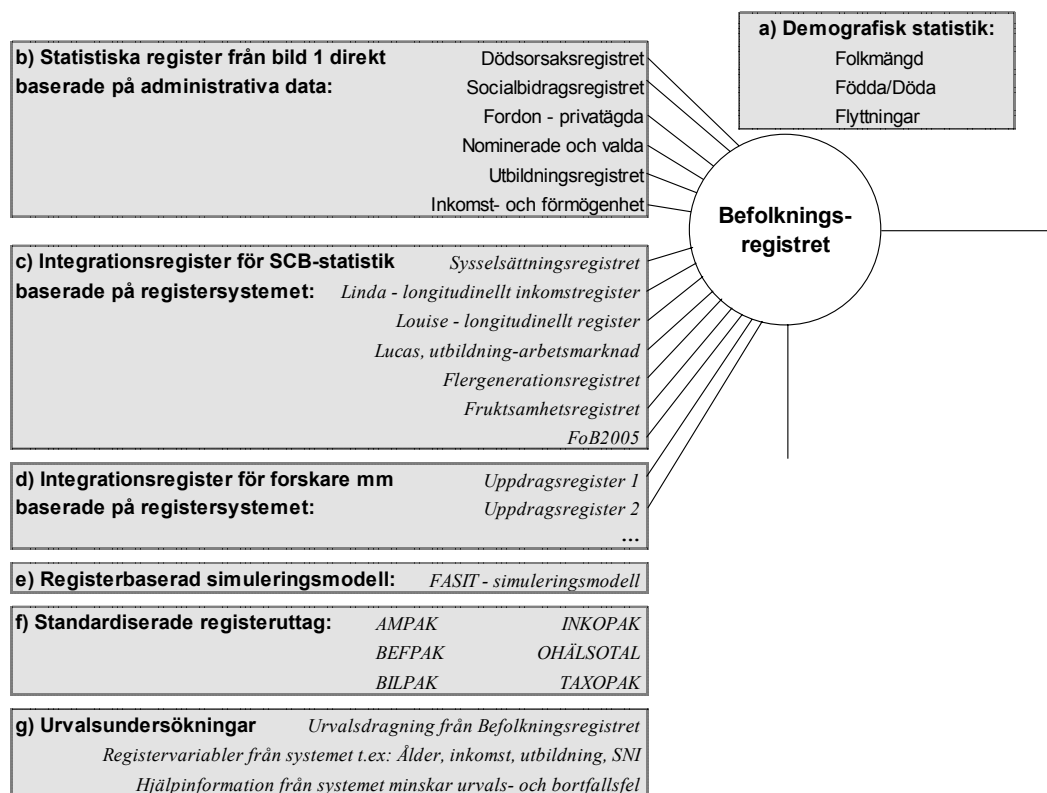 a) Demografisk statistik:
Folkmängd
Födda/Döda
Flyttningar
b) Statistiska register från bild 1 direkt
baserade på administrativa data:
Dödsorsaksregistret
Socialbidragsregistret
Fordon - privatägda
Nominerade och valda
Utbildningsregistret
Inkomst- och förmögenhet
Befolknings-
registret
c) Integrationsregister för SCB-statistik
baserade på registersystemet:
Sysselsättningsregistret
Linda - longitudinellt inkomstregister
Louise - longitudinellt register
Lucas, utbildning-arbetsmarknad
Flergenerationsregistret
Fruktsamhetsregistret
FoB2005
d) Integrationsregister för forskare mm
baserade på registersystemet:
Uppdragsregister 1
Uppdragsregister 2
...
e) Registerbaserad simuleringsmodell: FASIT - simuleringsmodell
f) Standardiserade registeruttag: AMPAK INKOPAK
BEFPAK OHÄLSOTAL
BILPAK TAXOPAK
g) Urvalsundersökningar Urvalsdragning från Befolkningsregistret
Registervariabler från systemet t.ex: Ålder, inkomst, utbildning, SNI
Hjälpinformation från systemet minskar urvals- och bortfallsfel